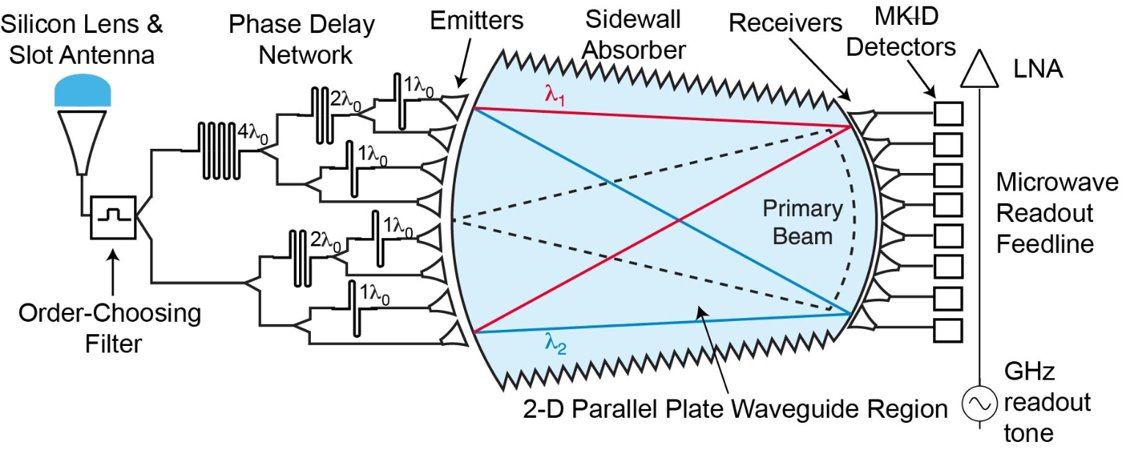 Silicon Lens &
Slot Antenna
Phase Delay
Network
Emitters
Sidewall
Absorber
Receivers
MKID
Detectors
LNA
4λ0
2λ0
1λ0
1λ0
2λ0
1λ0
1λ0
λ1
λ2
Primary
Beam
Microwave
Readout
Feedline
Order-Choosing
Filter
2-D Parallel Plate Waveguide Region
GHz
readout
tone